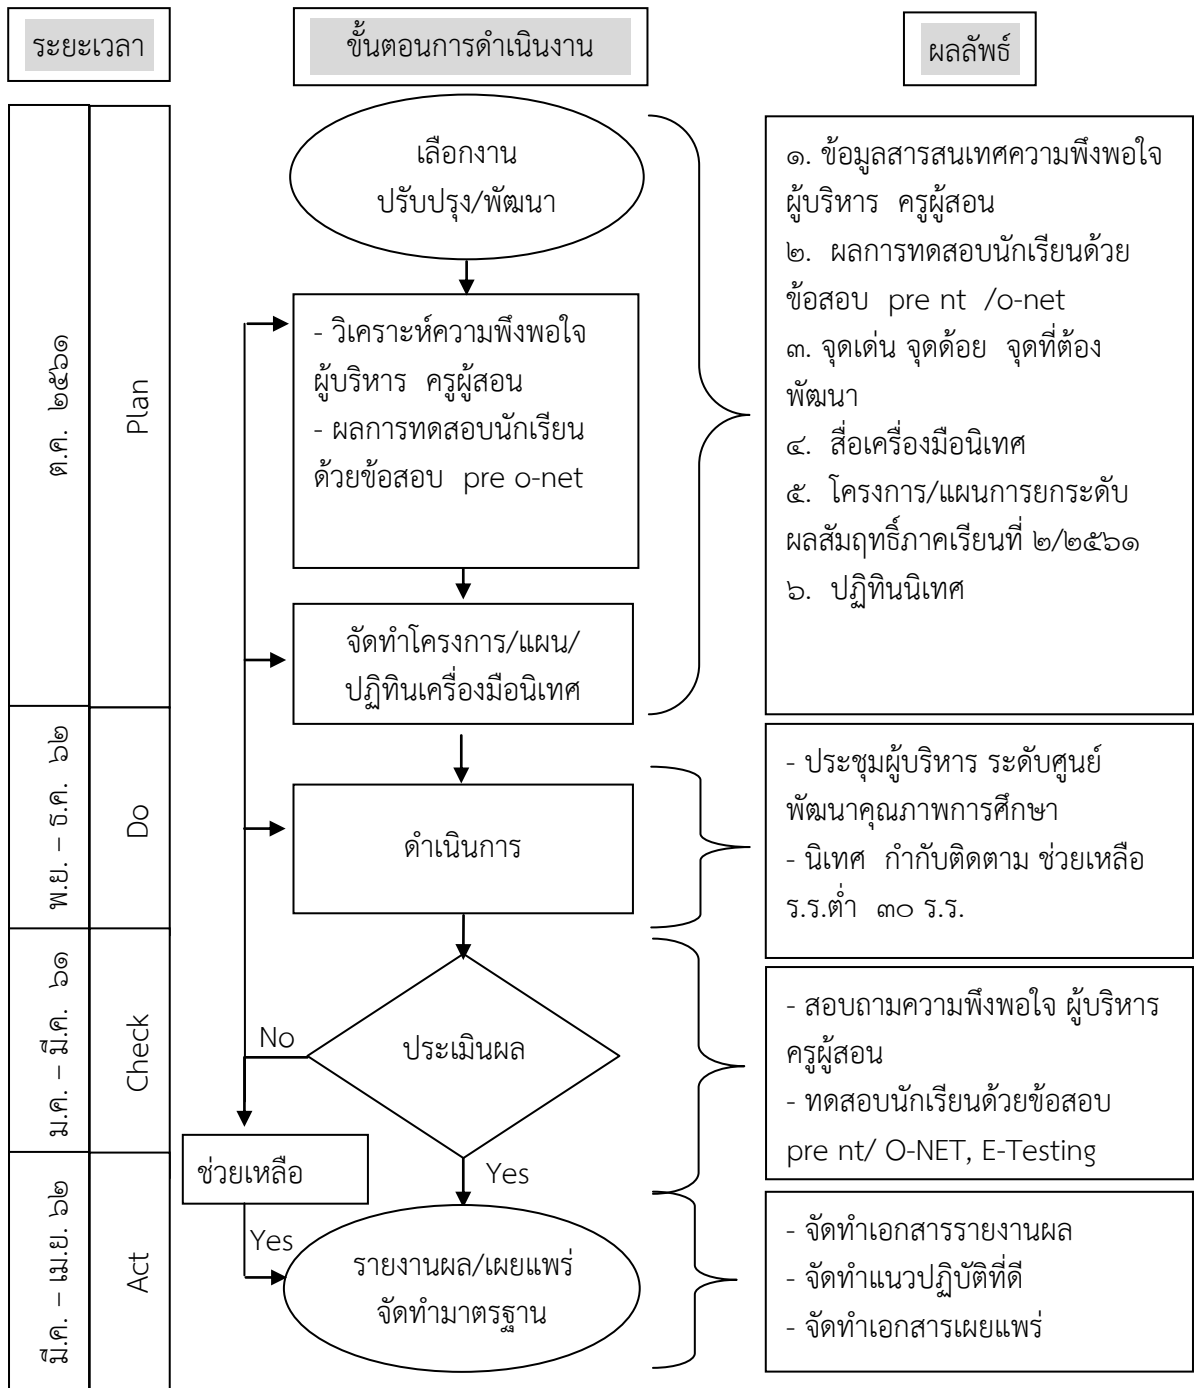 ระยะเวลา
ขั้นตอนการดำเนินงาน
ผลลัพธ์
ต.ค. ๒๕๖๑
Plan
เลือกงาน
ปรับปรุง/พัฒนา
- วิเคราะห์ความพึงพอใจ
ผู้บริหาร ครูผู้สอน
- ผลการทดสอบนักเรียน
ด้วยข้อสอบ pre o-net
จัดทำโครงการ/แผน/
ปฏิทินเครื่องมือนิเทศ
๑. ข้อมูลสารสนเทศความพึงพอใจ
ผู้บริหาร ครูผู้สอน
๒. ผลการทดสอบนักเรียนด้วย
ข้อสอบ pre nt /o-net
๓. จุดเด่น จุดด้อย จุดที่ต้อง
พัฒนา
๔. สื่อเครื่องมือนิเทศ
๕. โครงการ/แผนการยกระดับ
ผลสัมฤทธิ์ภาคเรียนที่ ๒/๒๕๖๑
๖. ปฏิทินนิเทศ
พ.ย. – ธ.ค. ๖๒
Do
ดำเนินการ
- ประชุมผู้บริหาร ระดับศูนย์
พัฒนาคุณภาพการศึกษา
- นิเทศ กำกับติดตาม ช่วยเหลือ
ร.ร.ต่ำ ๓๐ ร.ร.
ม.ค. – มี.ค. ๖๑
Check
No
ประเมินผล
- สอบถามความพึงพอใจ ผู้บริหาร
ครูผู้สอน
- ทดสอบนักเรียนด้วยข้อสอบ
pre nt/ O-NET, E-Testing
มี.ค. – เม.ย. ๖๒
Act
ช่วยเหลือ
Yes
Yes
รายงานผล/เผยแพร่
จัดทำมาตรฐาน
- จัดทำเอกสารรายงานผล
- จัดทำแนวปฏิบัติที่ดี
- จัดทำเอกสารเผยแพร่